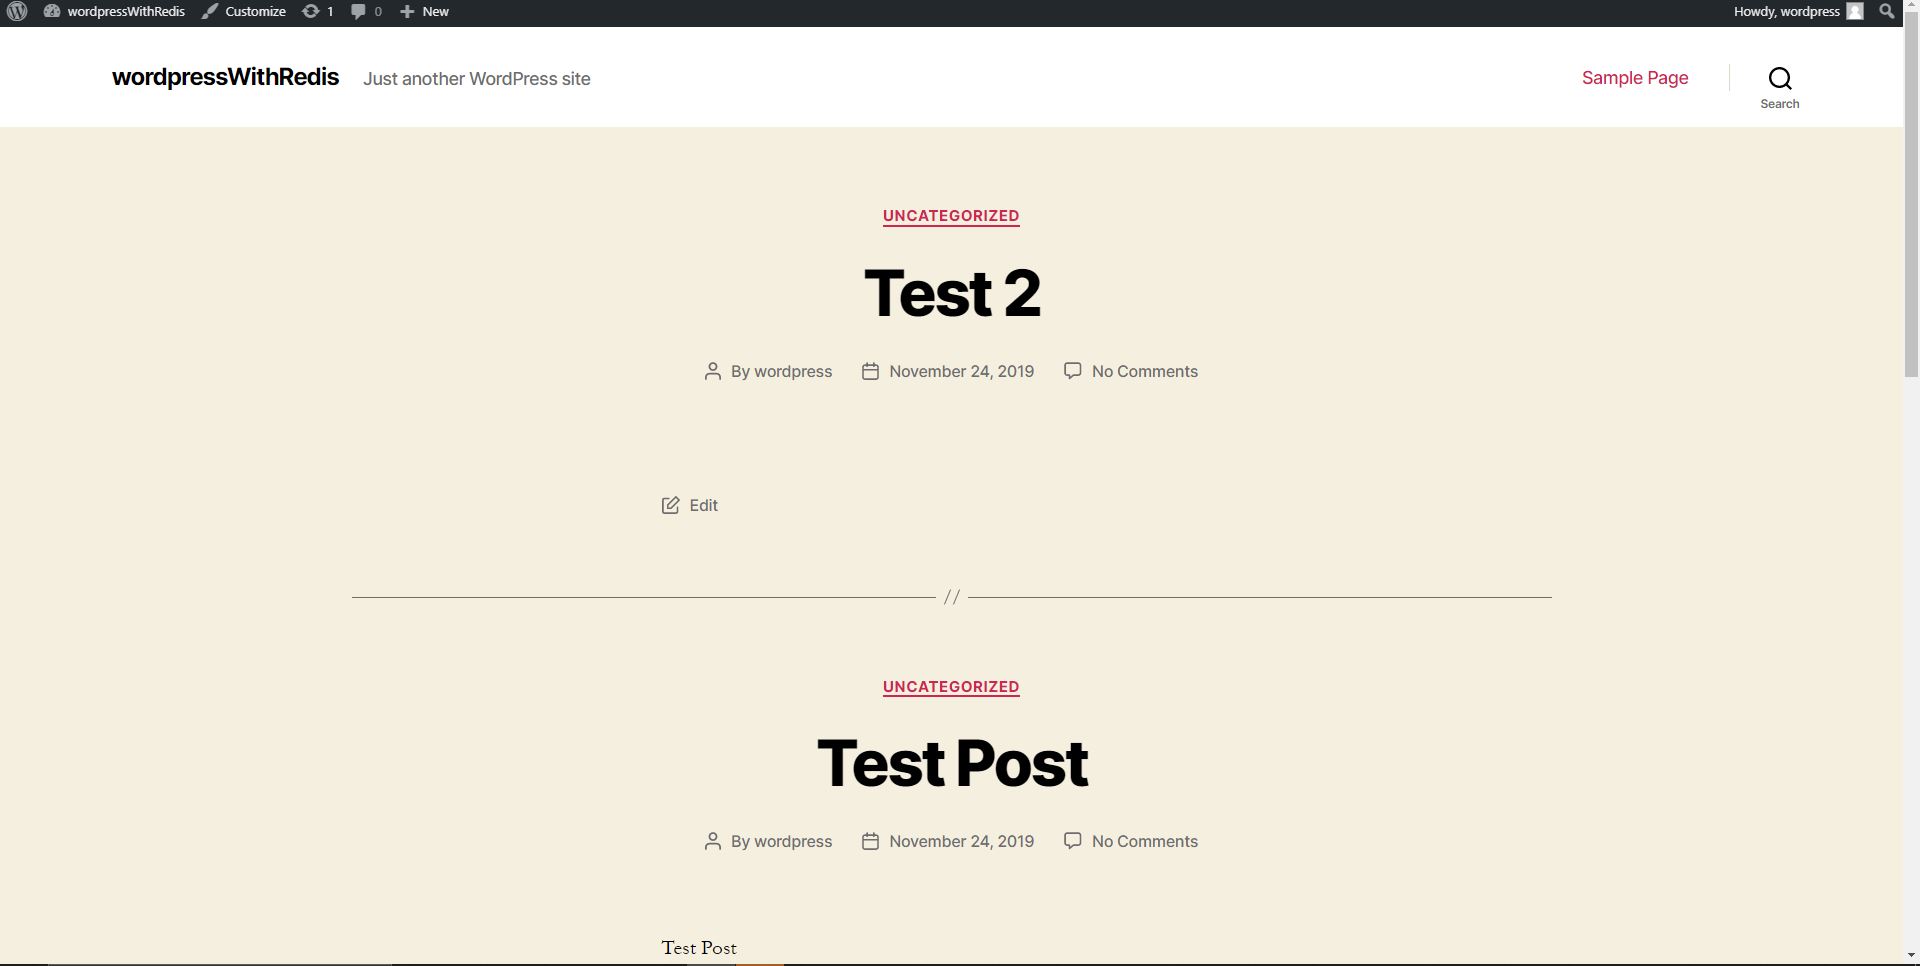 wordpressWithRedis Customize 1 0 New Howdy, wordpress
wordpressWithRedis Just another WordPress site Sample Page
Search
UNCATEGORIZED
Test 2
By wordpress November 24, 2019 No Comments
Edit
//
UNCATEGORIZED
Test Post
By wordpress November 24, 2019 No Comments
Test Post